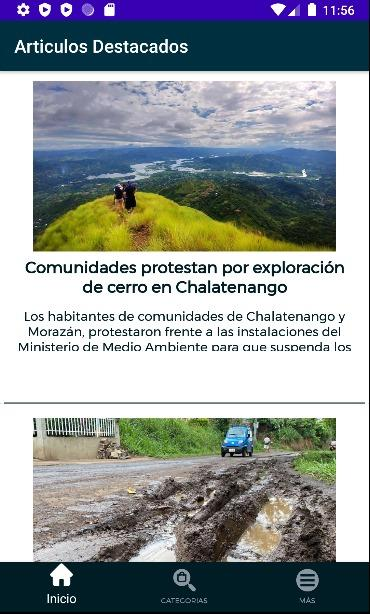 11:56
Articulos Destacados
Comunidades protestan por exploración
de cerro en Chalatenango
Los habitantes de comunidades de Chalatenango y
Morazán, protestaron frente a las instalaciones del
Ministerio de Medio Ambiente para que suspenda los
Inicio
CATEGORIAS
MÁS